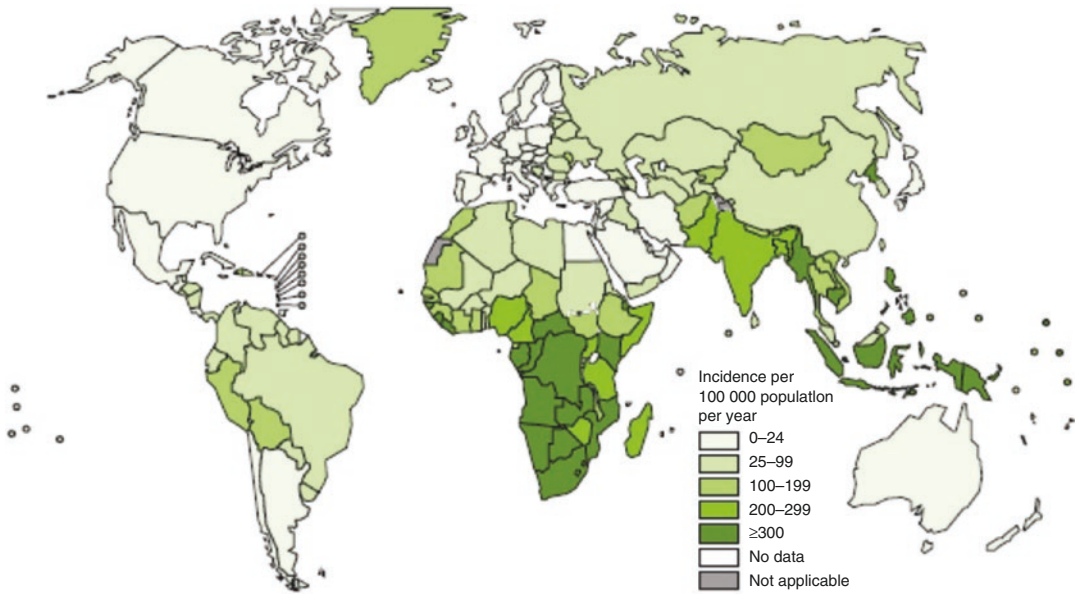 Incidence per
100 000 populatlon
per year
0–24
25–99
100–199
200–299
≥300
No data
Not applicable